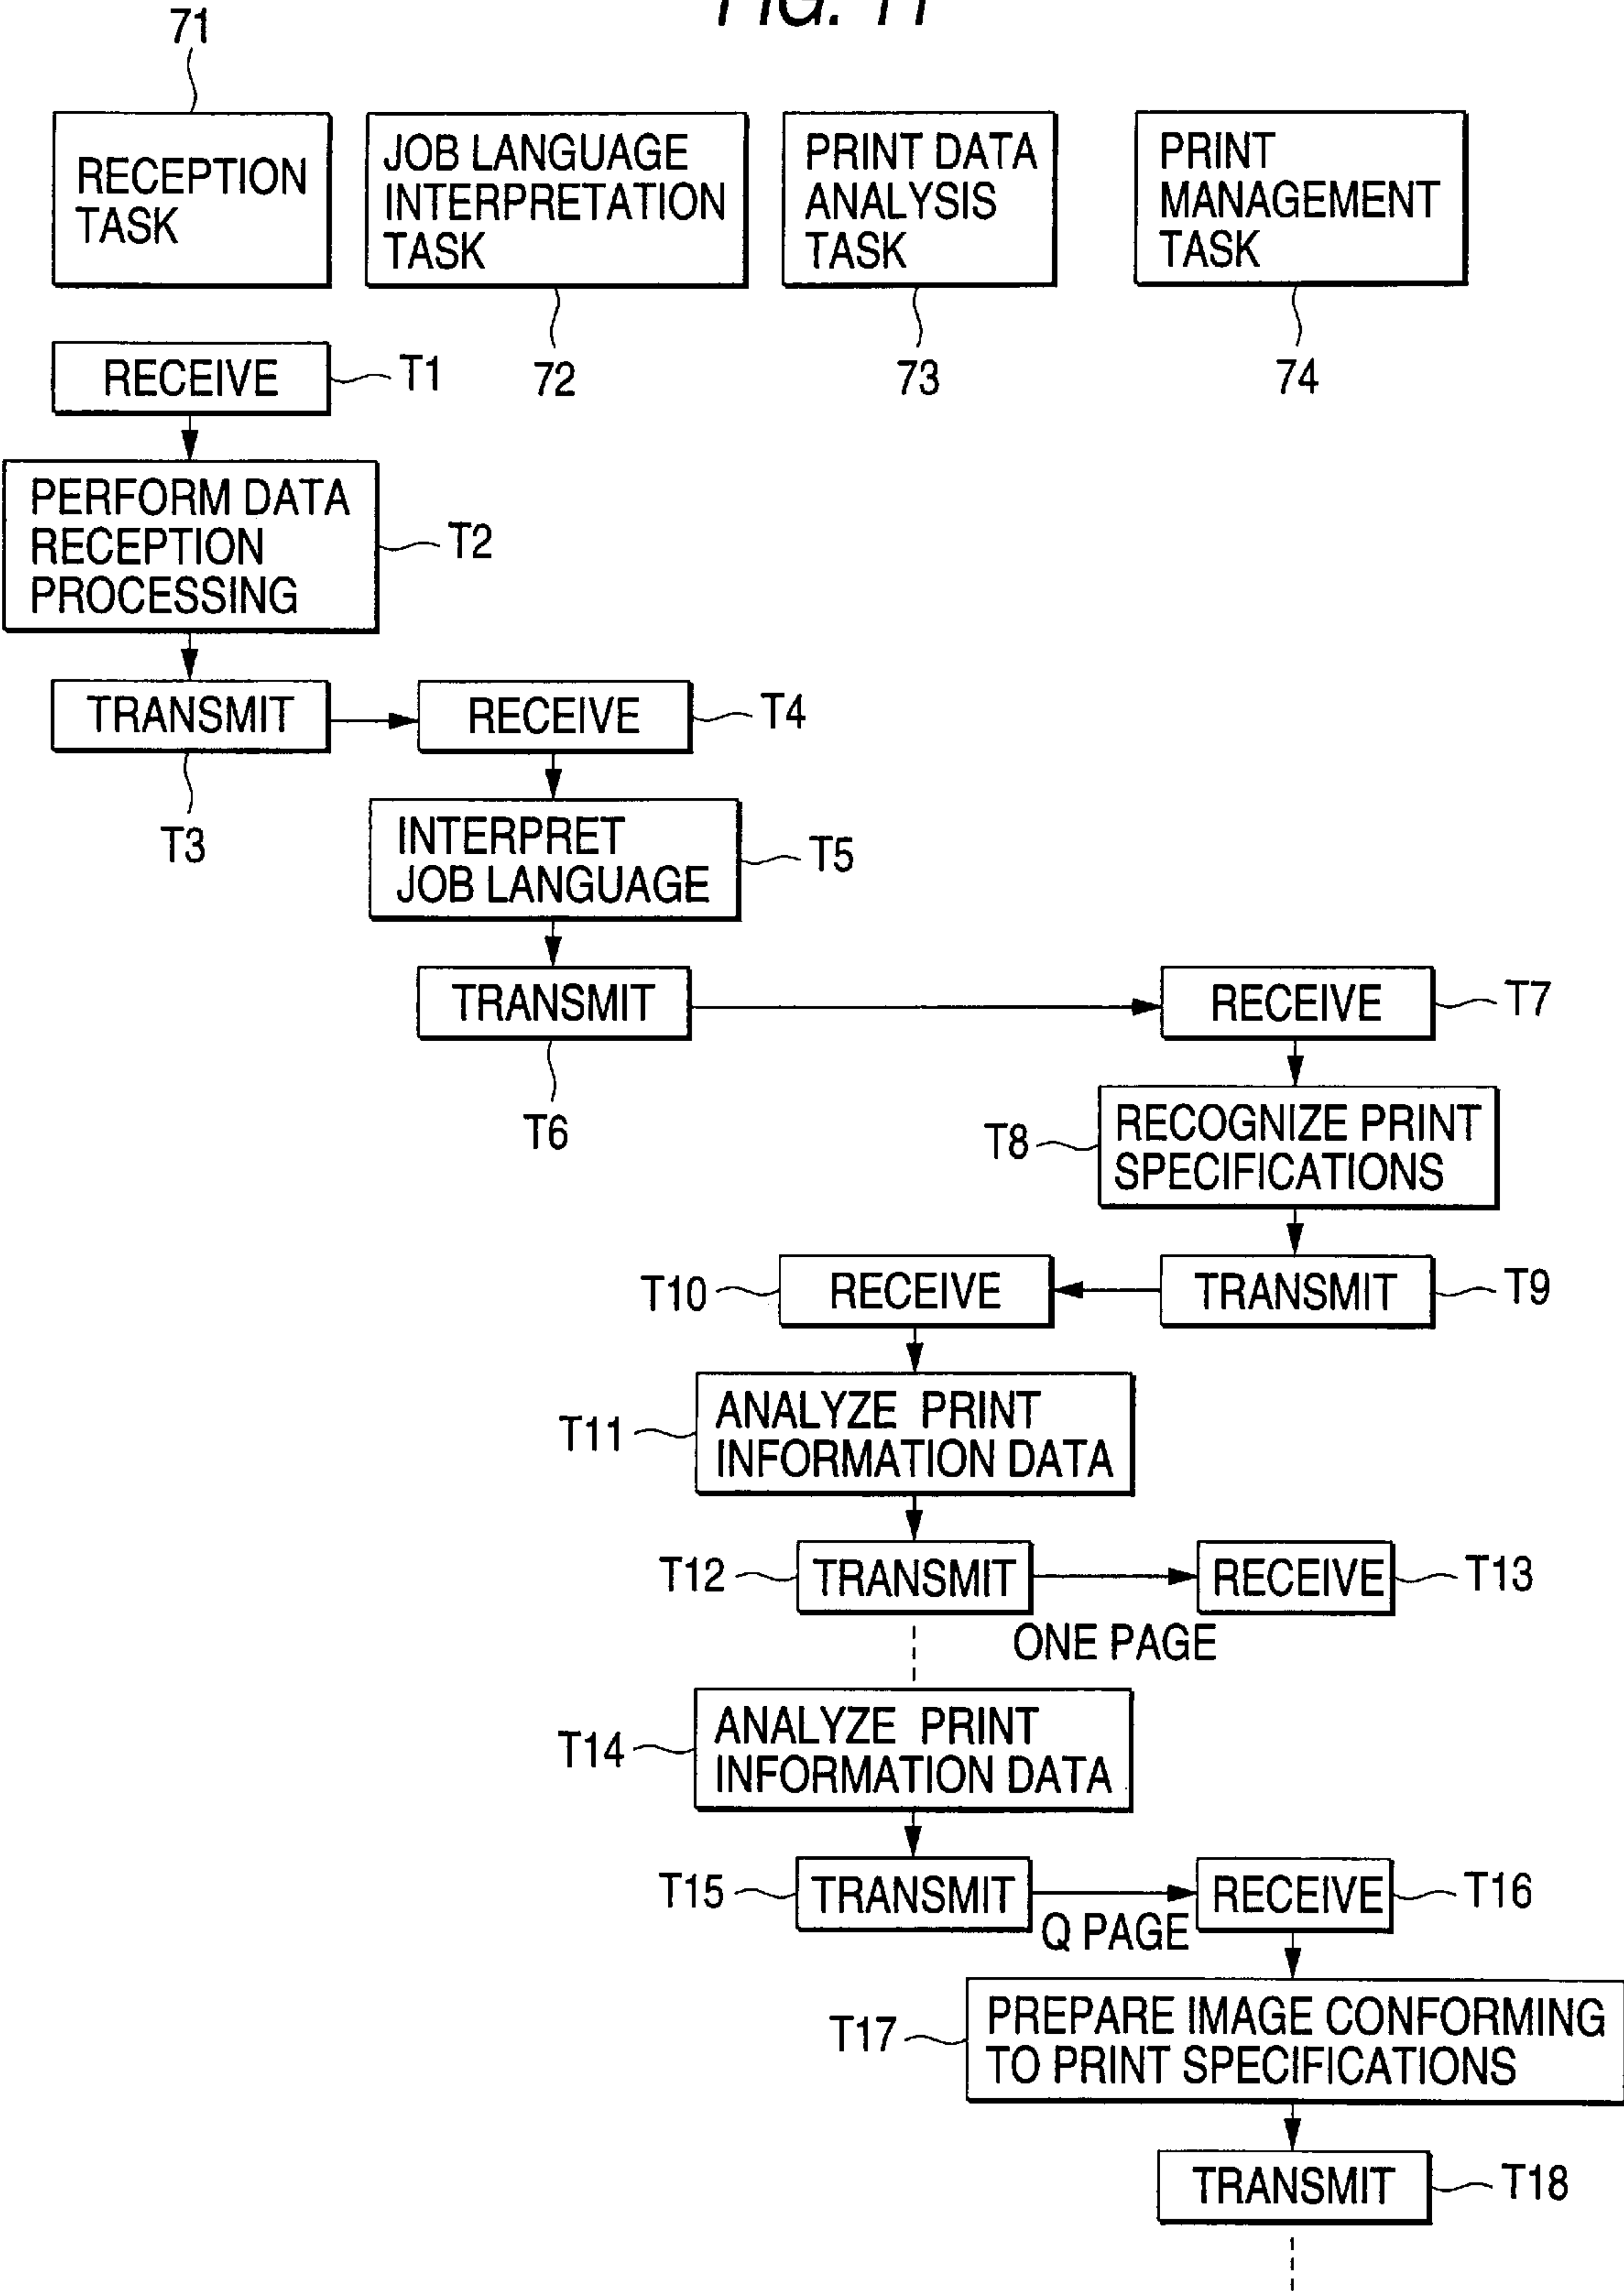 FIG. 11
71
RECEPTION
TASK
JOB LANGUAGE
INTERPRETATION
TASK
PRINT DATA
ANALYSIS
TASK
PRINT
MANAGEMENT
TASK
72
73
74
RECEIVE
T1
PERFORM DATA
RECEPTION
PROCESSING
T2
TRANSMIT
T3
RECEIVE
T4
INTERPRET
JOB LANGUAGE
T5
TRANSMIT
T6
RECEIVE
T7
T8
RECOGNIZE PRINT
SPECIFICATIONS
T10
RECEIVE
TRANSMIT
T9
T11
ANALYZE PRINT
INFORMATION DATA
T12
TRANSMIT
RECEIVE
T13
ONE PAGE
T14
ANALYZE PRINT
INFORMATION DATA
T15
TRANSMIT
RECEIVE
T16
Q PAGE
T17
PREPARE IMAGE CONFORMING
TO PRINT SPECIFICATIONS
TRANSMIT
T18